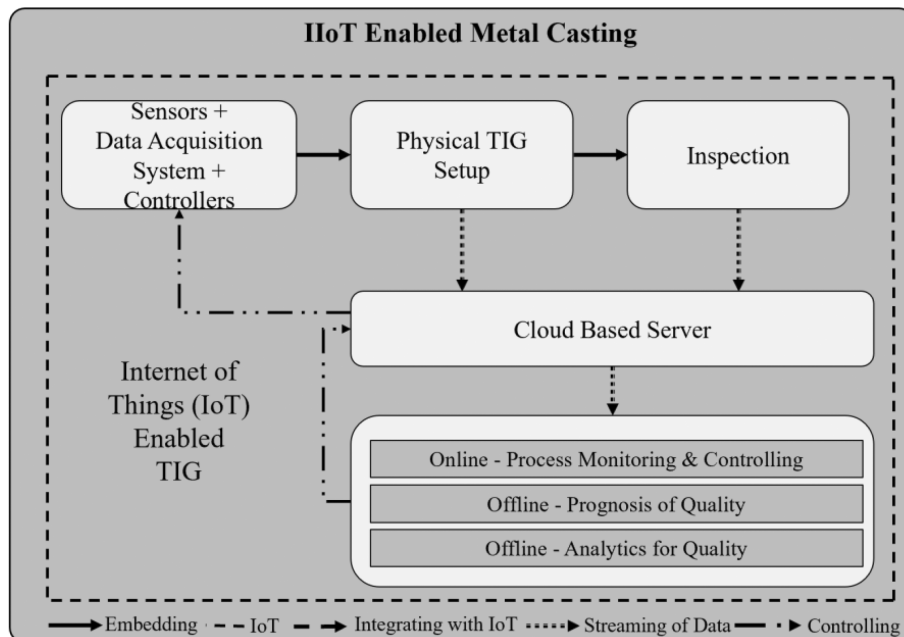 IIoT Enabled Metal Casting
Sensors +
Data Acquisition
System +
Controllers
Physical TIG
Setup
Inspection
Cloud Based Server
Internet of
Things (IoT)
Enabled
TIG
Online - Process Monitoring & Controlling
Offline - Prognosis of Quality
Offline - Analytics for Quality
Embedding
IoT
Integrating with IoT
Streaming of Data
Controlling